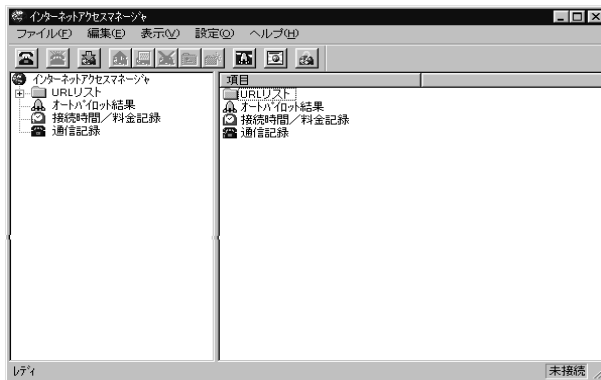 インターネットアクセスマネージャ
ファイル(F) 編集(E) 表示(V) 設定(O) ヘルプ(H)
インターネットアクセスマネージャ
URLリスト
オートパイロット結果
接続時間/料金記録
通信記録
項目
URLリスト
オートパイロット結果
接続時間/料金記録
通信記録
レディ
未接続